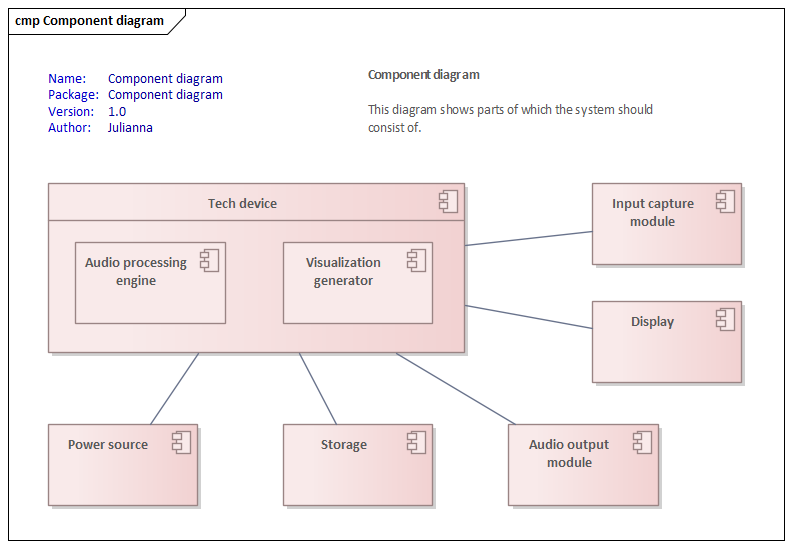 cmp Component diagram
Name: Component diagram
Package: Component diagram
Version: 1.0
Author: Julianna
Component diagram
This diagram shows parts of which the system should
consist of.
Tech device
Audio processing
engine
Visualization
generator
Input capture
module
Display
Power source
Storage
Audio output
module